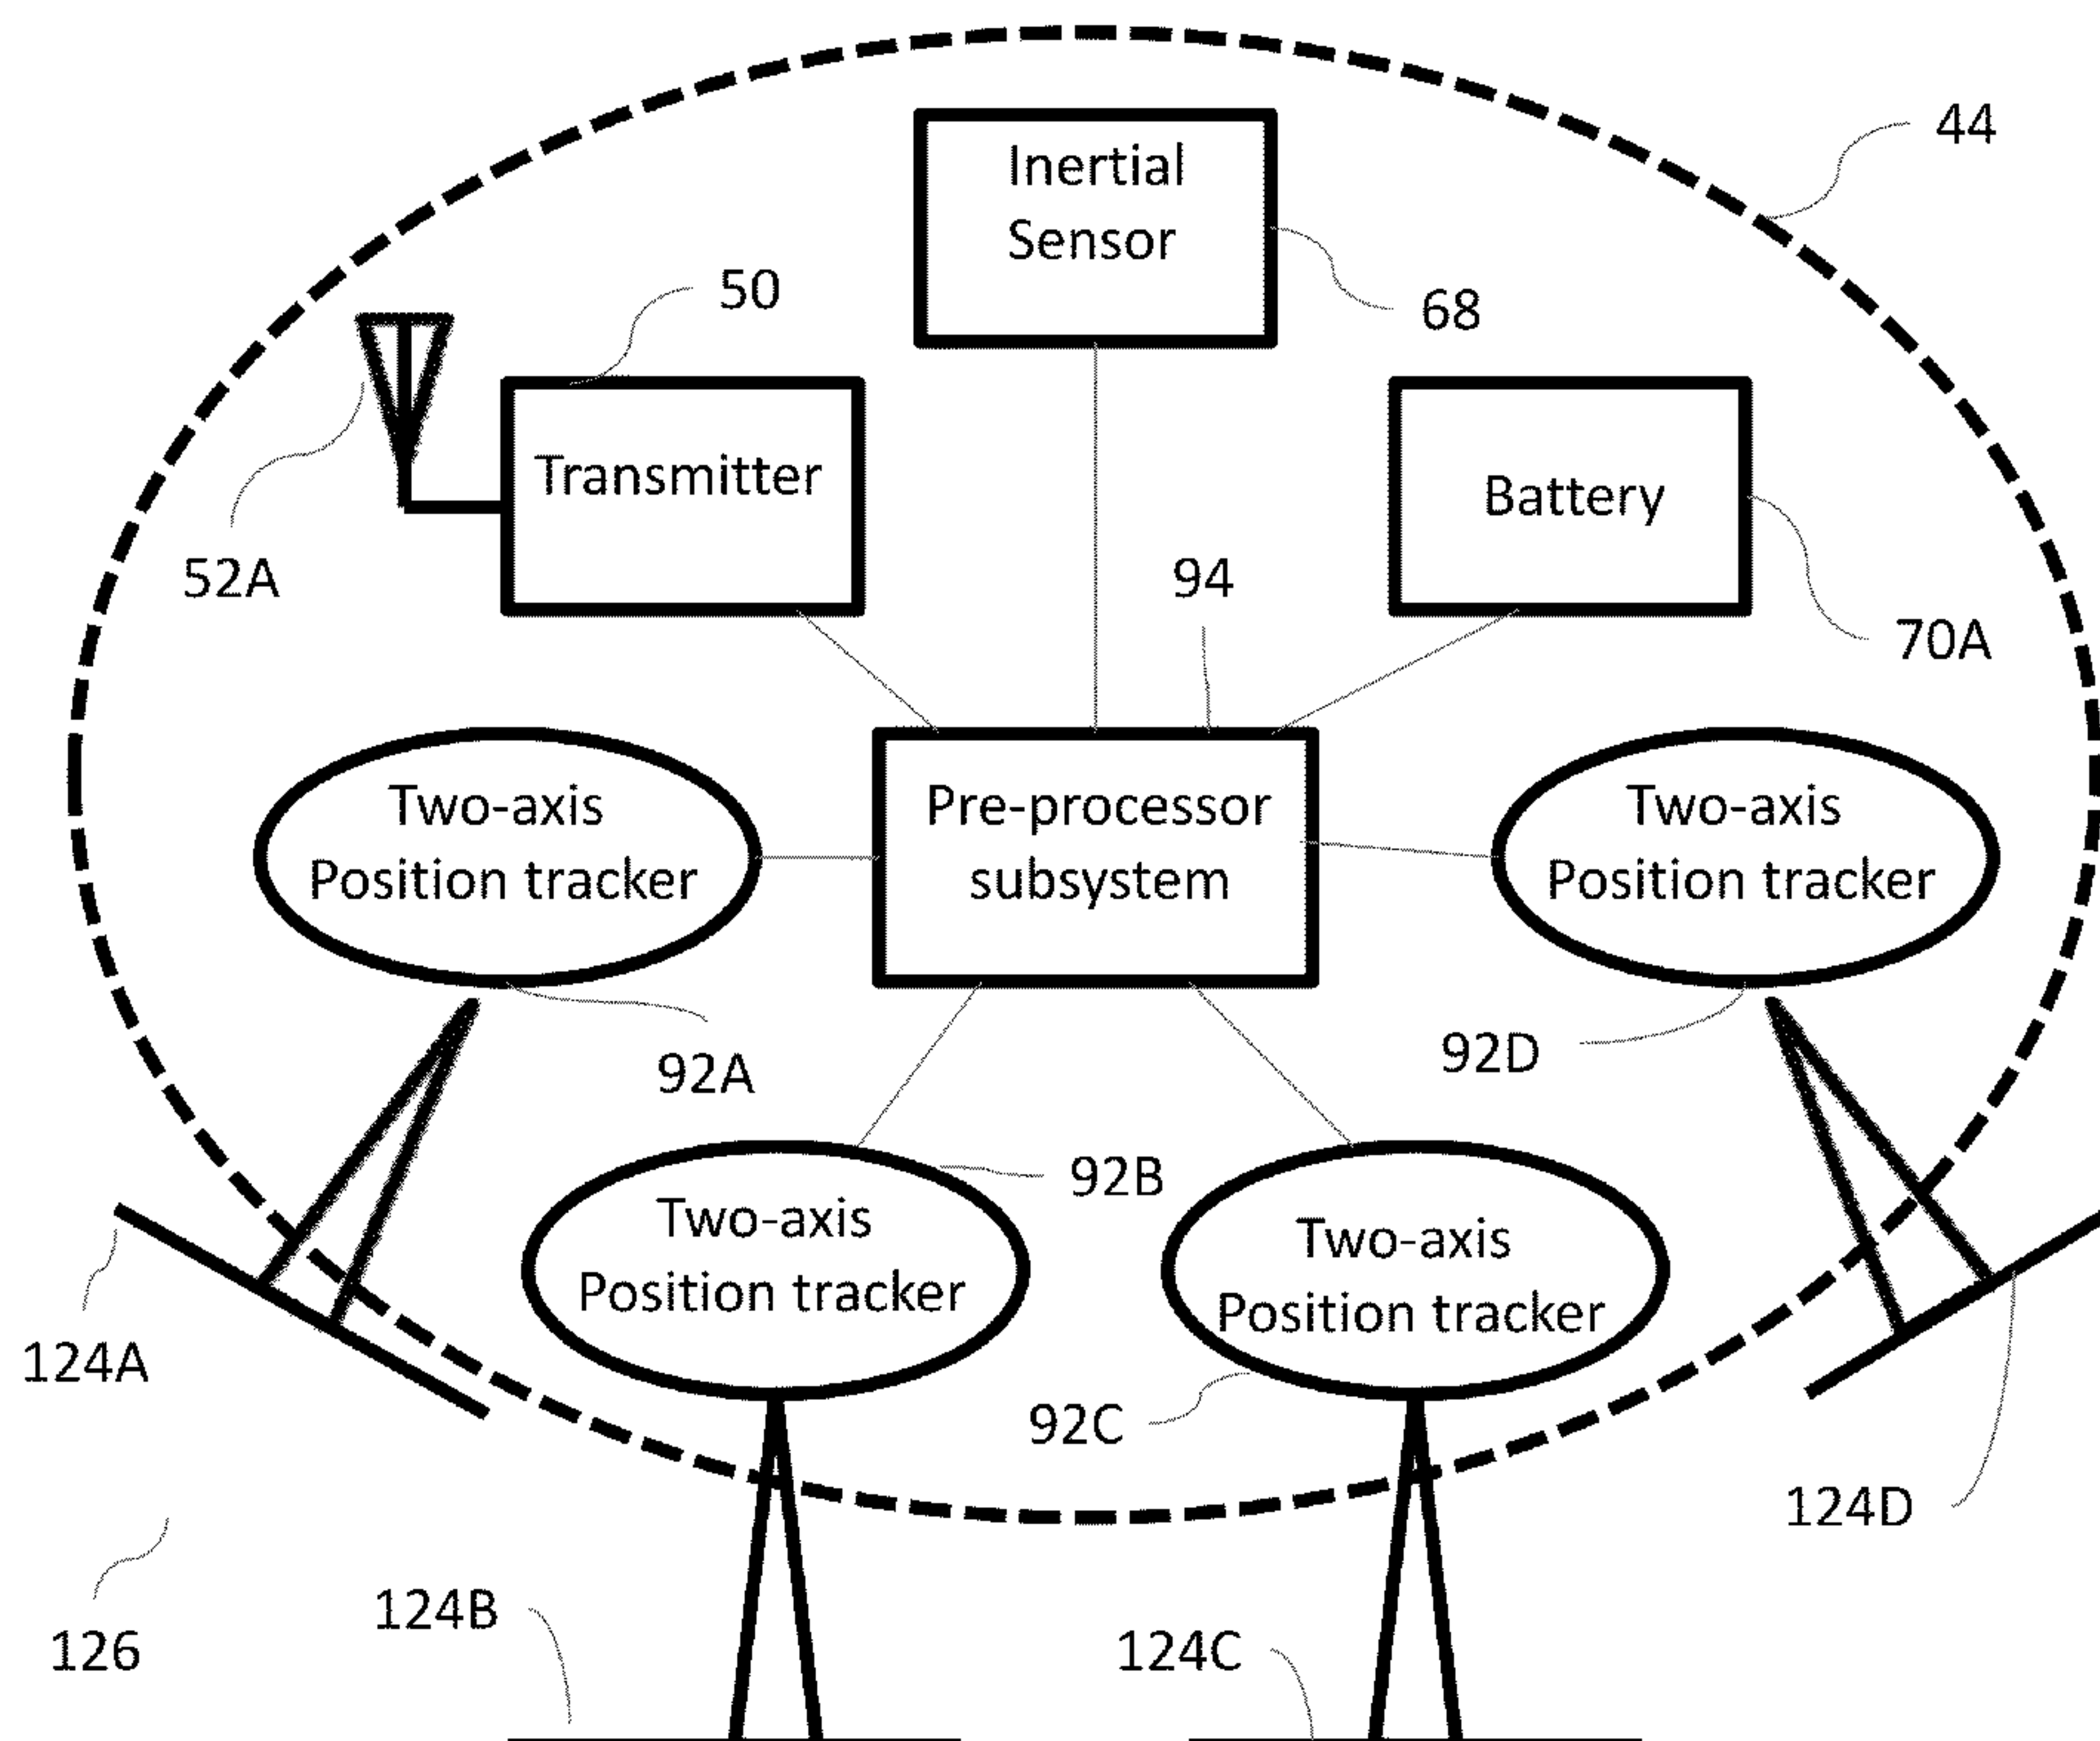 44
Inertial
Sensor
50
68
Transmitter
Battery
52A
94
70A
Two-axis
Position tracker
Pre-processor
subsystem
Two-axis
Position tracker
92A
92D
92B
Two-axis
Position tracker
Two-axis
Position tracker
124A
92C
124D
126
124B
124C